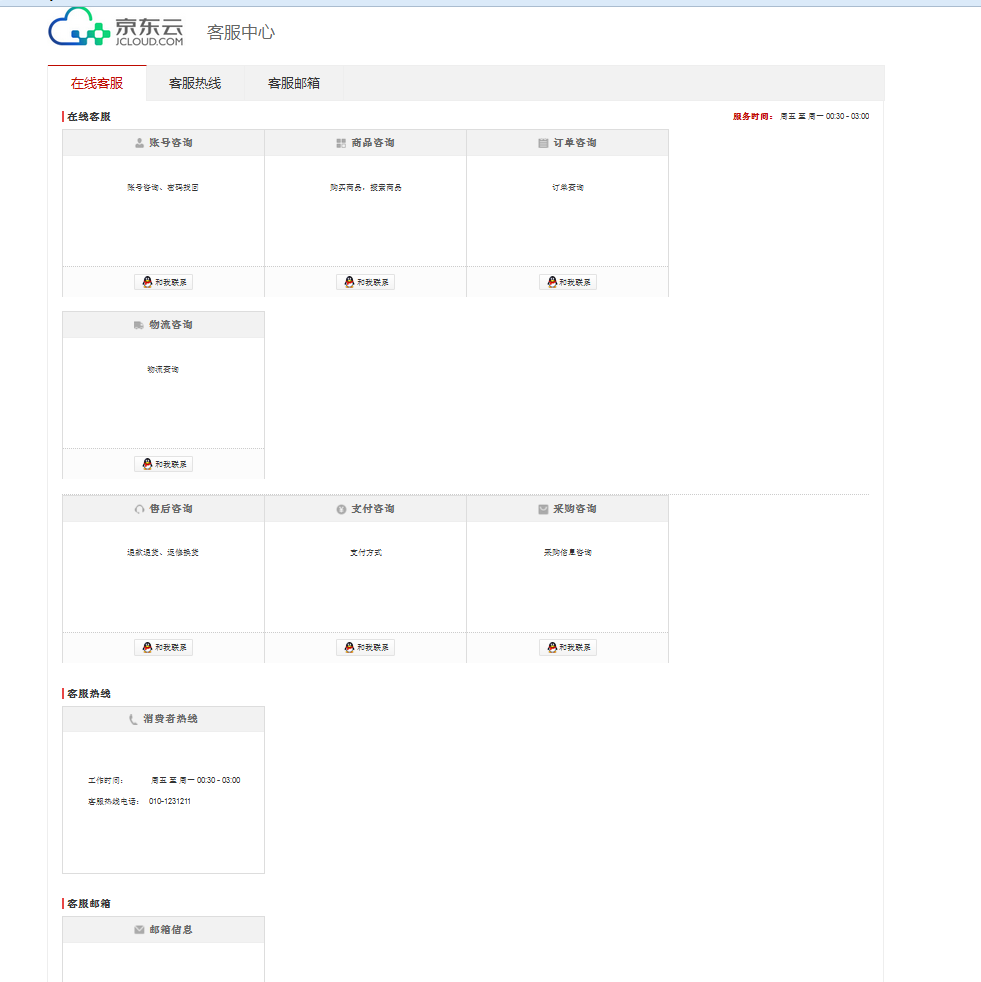 京东云
JCLOUD.COM
客服中心
在线客服 客服热线 客服邮箱
在线客服 服务时间： 周五 至 周一 00:30 - 03:00
账号咨询 商品咨询 订单咨询
账号咨询、密码找回 购买商品，搜索商品 订单查询
和我联系 和我联系 和我联系
物流咨询
物流查询
和我联系
售后咨询 支付咨询 采购咨询
退款退货、返修换货 支付方式 采购信息咨询
和我联系 和我联系 和我联系
客服热线
消费者热线
工作时间： 周五 至 周一 00:30 - 03:00
客服热线电话： 010-1231211
客服邮箱
邮箱信息